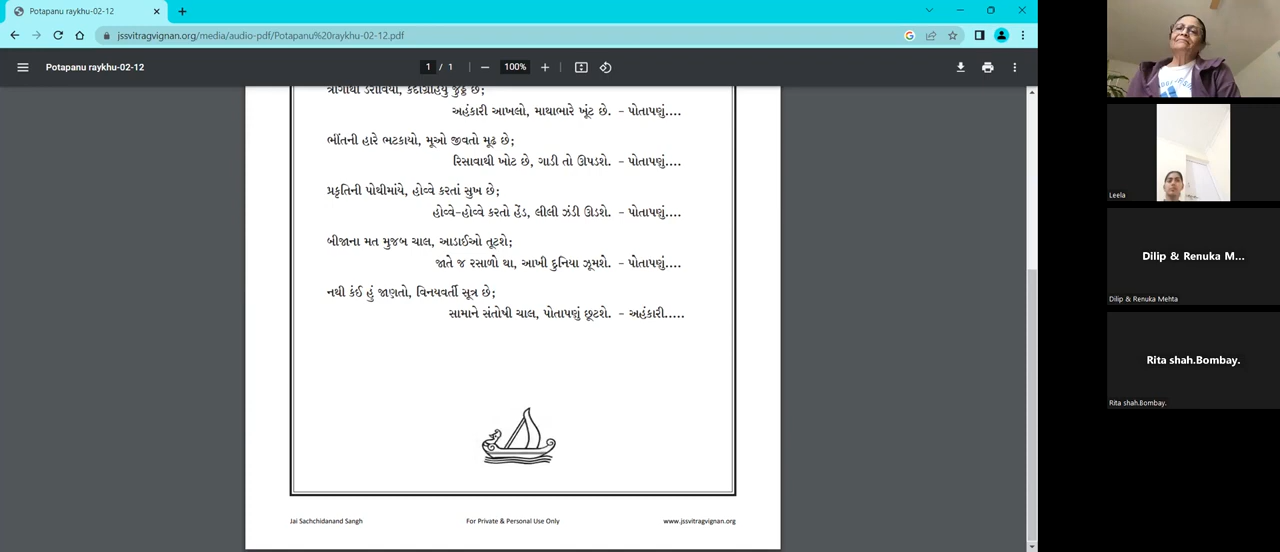 Potapanu raykhu-02-12
jssvitragvignan.org/media/audio-pdf/Potapanu%20raykhu-02-12.pdf
Potapanu raykhu-02-12
1 / 1
100%
અહંકારી આખલો, માથાભારે ખૂંટ છે. - પોતાપણું....
ભીંતની હારે ભટકાયો, મૂઓ જીવતો મૂઢ છે;
રિસાવાથી ખોટ છે, ગાડી તો ઊપડશે. - પોતાપણું....
પ્રકૃતિની પોથીમાંયે, હોવ્વે કરતાં સુખ છે;
હોવ્વે-હોવ્વે કરતો હેંડ, લીલી ઝંડી ઊડશે. - પોતાપણું....
બીજાના મત મુજબ ચાલ, આડાઈઓ તૂટશે;
જાતે જ રસાળો થા, આખી દુનિયા ઝૂમશે. - પોતાપણું....
નથી કંઈ હું જાણતો, વિનયવર્તી સૂત્ર છે;
સામાને સંતોષી ચાલ, પોતાપણું છૂટશે. - અહંકારી.....
Jai Sachchidanand Sangh
For Private & Personal Use Only
www.jssvitragvignan.org
Leela
Dilip & Renuka M...
Dilip & Renuka Mehta
Rita shah.Bombay.
Rita shah.Bombay.